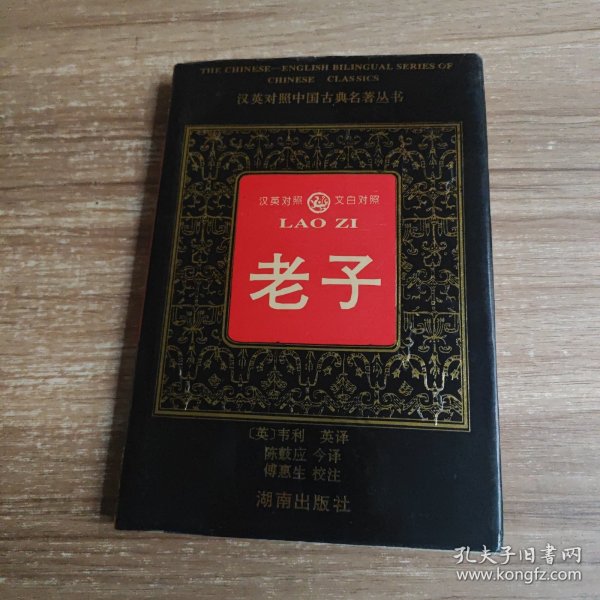 THE CHINESE—ENGLISH BILINGUAL SERIES OF
CHINESE CLASSICS
汉英对照中国古典名著丛书
汉英对照 文白对照
LAO ZI
老子
〔英〕韦利 英译
陈鼓应 今译
傅惠生 校注
湖南出版社
孔夫子旧书网
www.kongfz.com